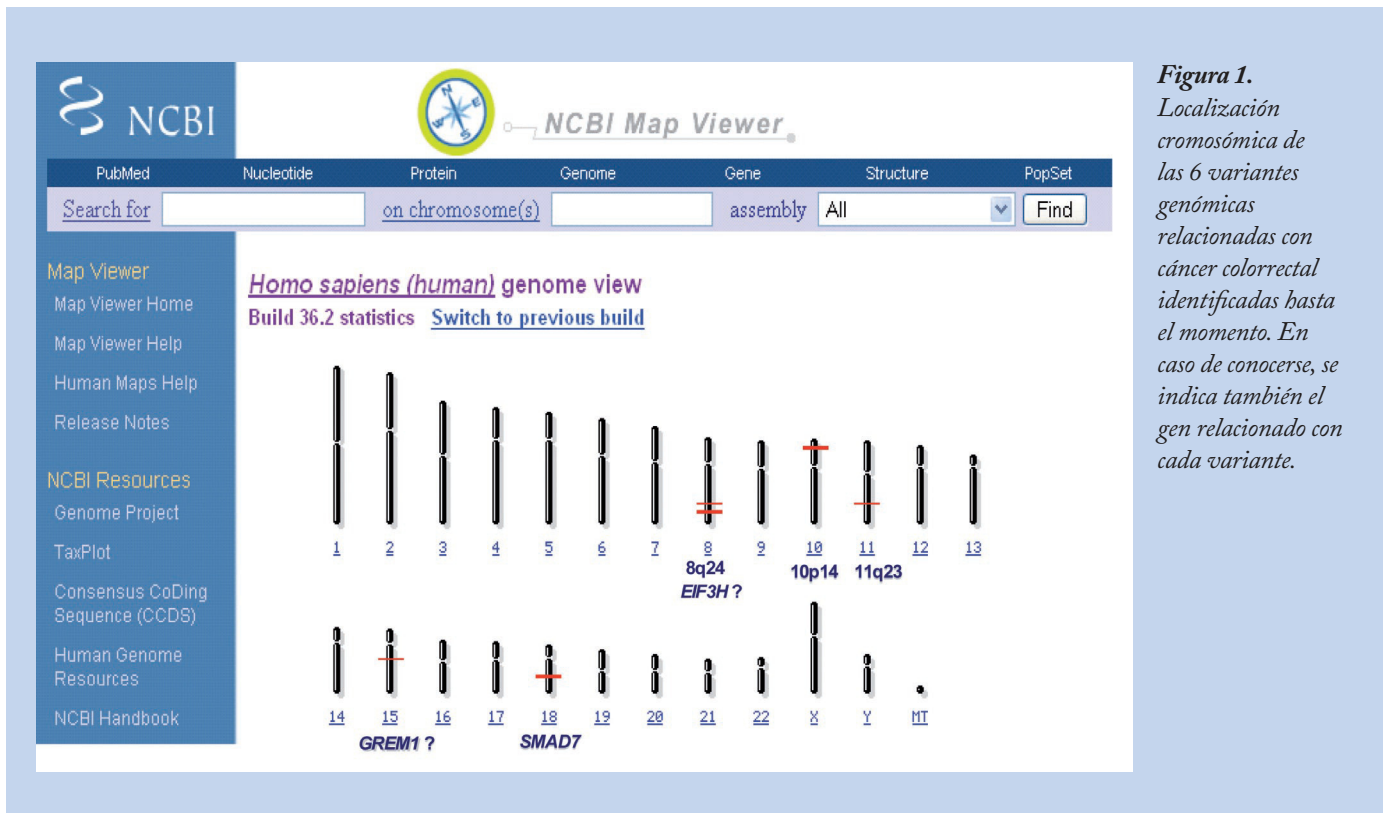 NCBI
NCBI Map Viewer
PubMed Nucleotide Protein Genome Gene Structure PopSet
Search for on chromosome(s) assembly All Find
Map Viewer
Map Viewer Home
Map Viewer Help
Human Maps Help
Release Notes
NCBI Resources
Genome Project
TaxPlot
Consensus CoDing
Sequence (CCDS)
Human Genome
Resources
NCBI Handbook
Homo sapiens (human) genome view
Build 36.2 statistics Switch to previous build
1 2 3 4 5 6 7 8 9 10 11 12 13
8q24 10p14 11q23
EIF3H ?
14 15 16 17 18 19 20 21 22 X Y MT
GREM1 ? SMAD7
Figura 1.
Localización
cromosómica de
las 6 variantes
genómicas
relacionadas con
cáncer colorrectal
identificadas hasta
el momento. En
caso de conocerse, se
indica también el
gen relacionado con
cada variante.